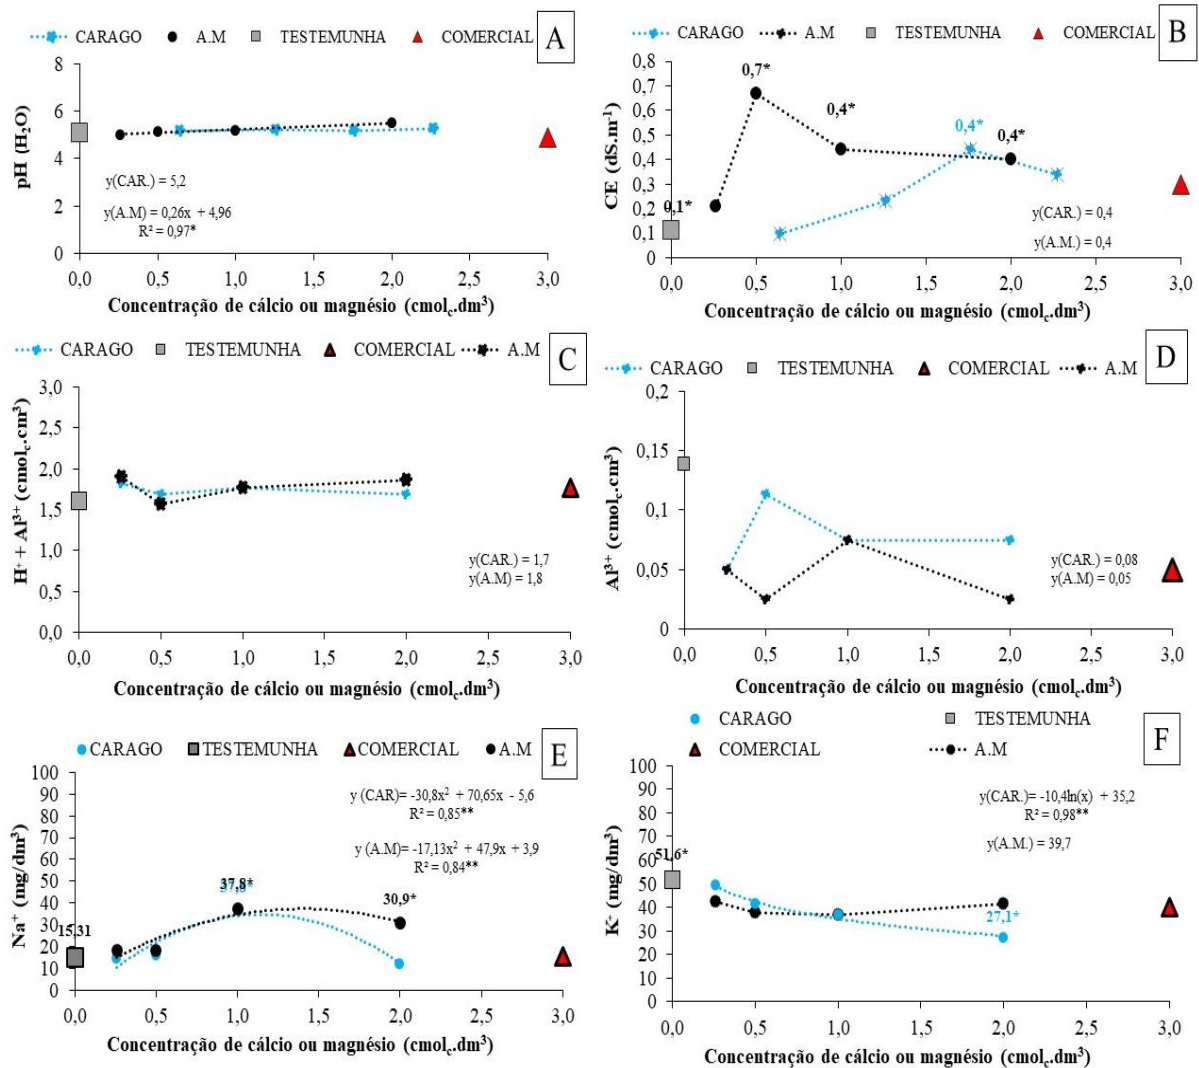 CARAGO A.M TESTEMUNHA COMERCIAL A
8
6
4
2
0
pH (H₂O)
y(CAR.) = 5,2
y(A.M) = 0,26x + 4,96
R² = 0,97*
0,0 0,5 1,0 1,5 2,0 2,5 3,0
Concentração de cálcio ou magnésio (cmolc.dm³)
CARAGO A.M TESTEMUNHA COMERCIAL B
0,8
0,7
0,6
0,5
0,4
0,3
0,2
0,1
0
CE (dS.m⁻¹)
0,7*
0,4*
0,4*
0,4*
0,1*
y(CAR.) = 0,4
y(A.M.) = 0,4
0,0 0,5 1,0 1,5 2,0 2,5 3,0
Concentração de cálcio ou magnésio (cmolc.dm³)
CARAGO TESTEMUNHA COMERCIAL A.M C
3,0
2,5
2,0
1,5
1,0
0,5
0,0
H⁺ + Al³⁺ (cmolc.cm³)
y(CAR.) = 1,7
y(A.M) = 1,8
0,0 0,5 1,0 1,5 2,0 2,5 3,0
Concentração de cálcio ou magnésio (cmolc.dm³)
CARAGO TESTEMUNHA COMERCIAL A.M D
0,2
0,15
0,1
0,05
0
Al³⁺ (cmolc.cm³)
y(CAR.) = 0,08
y(A.M) = 0,05
0,0 0,5 1,0 1,5 2,0 2,5 3,0
Concentração de cálcio ou magnésio (cmolc.dm³)
CARAGO TESTEMUNHA COMERCIAL A.M E
100
90
80
70
60
50
40
30
20
10
0
Na⁺ (mg/dm³)
y (CAR)= -30,8x² + 70,65x - 5,6
R² = 0,85**
y (A.M)= -17,13x² + 47,9x + 3,9
R² = 0,84**
37,8*
30,9*
15,31
0,0 0,5 1,0 1,5 2,0 2,5 3,0
Concentração de cálcio ou magnésio (cmolc.dm³)
CARAGO TESTEMUNHA
COMERCIAL A.M F
100
90
80
70
60
50
40
30
20
10
0
K⁻ (mg/dm³)
y(CAR.)= -10,4ln(x) + 35,2
R² = 0,98**
y(A.M.) = 39,7
51,6*
27,1*
0,0 0,5 1,0 1,5 2,0 2,5 3,0
Concentração de cálcio ou magnésio (cmolc.dm³)